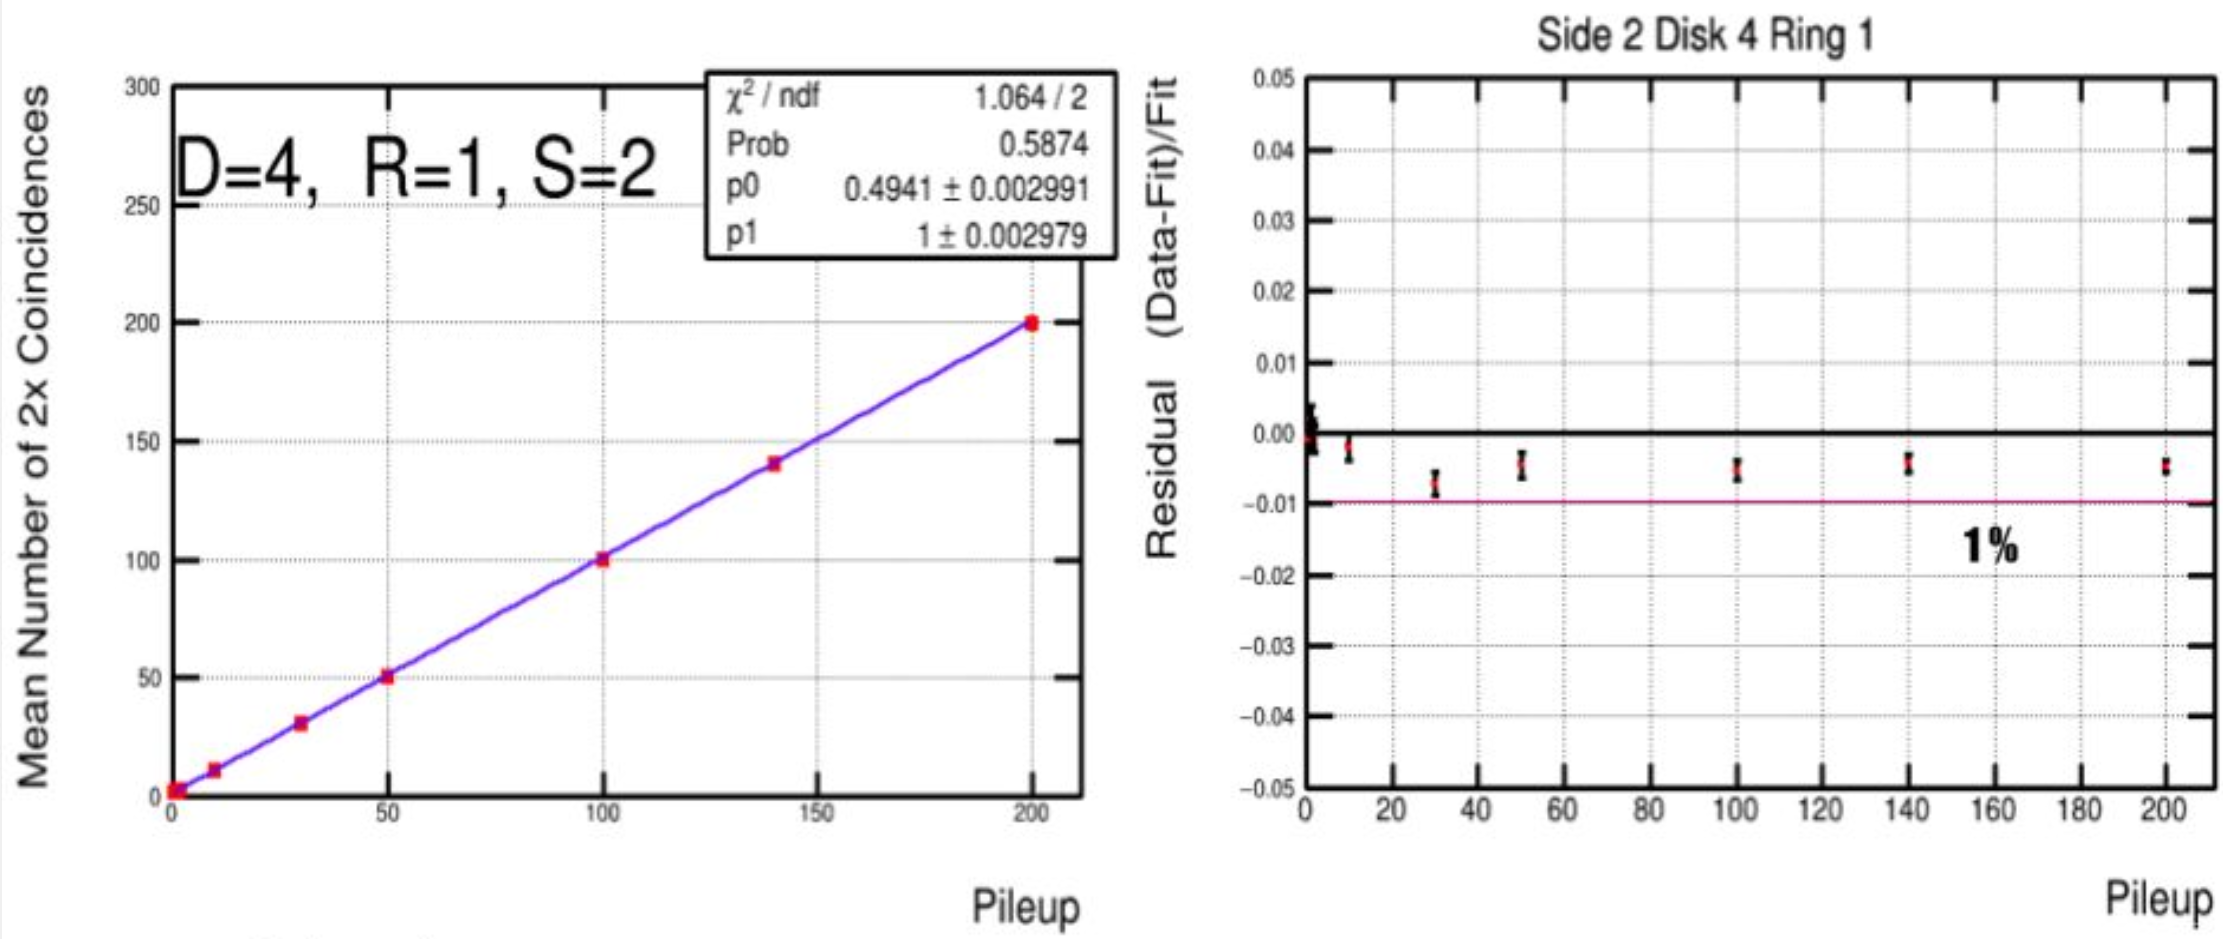 Mean Number of 2x Coincidences
300
250
200
150
100
50
0
D=4, R=1, S=2
χ² / ndf 1.064 / 2
Prob 0.5874
p0 0.4941 ± 0.002991
p1 1 ± 0.002979
0 50 100 150 200
Pileup
Side 2 Disk 4 Ring 1
Residual (Data-Fit)/Fit
0.05
0.04
0.03
0.02
0.01
0.00
−0.01
−0.02
−0.03
−0.04
−0.05
1%
0 20 40 60 80 100 120 140 160 180 200
Pileup